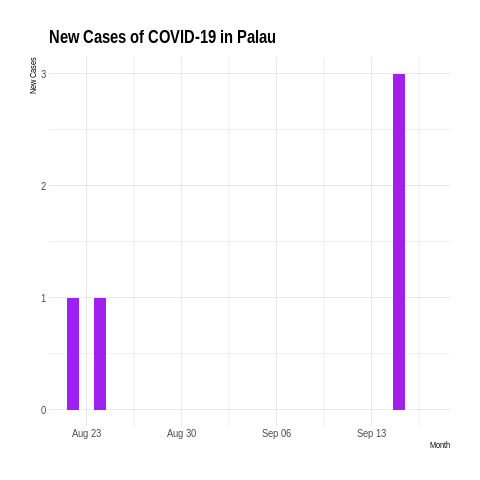 New Cases of COVID-19 in Palau
New Cases
3
2
1
0
Aug 23 Aug 30 Sep 06 Sep 13
Month